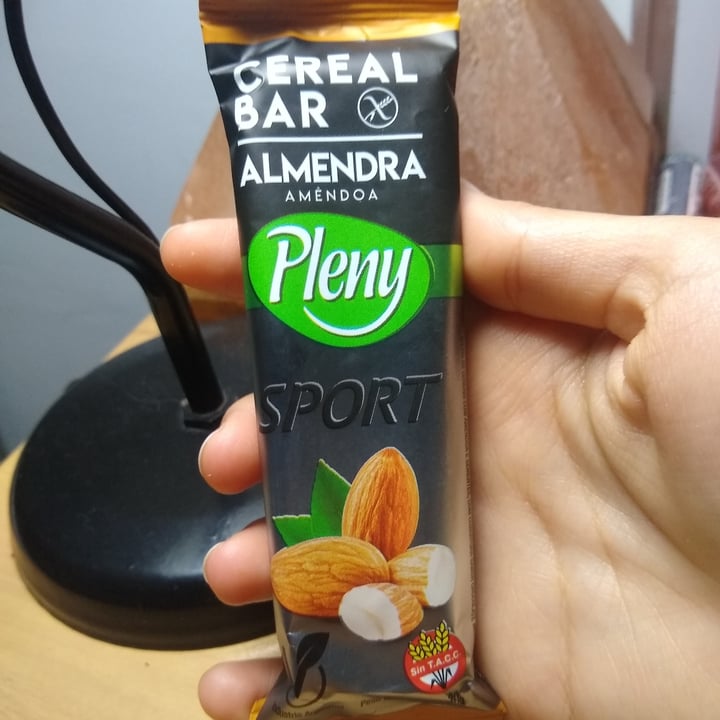 CEREAL
BAR
ALMENDRA
AMÊNDOA
Pleny
SPORT
Sin T.A.C.C.